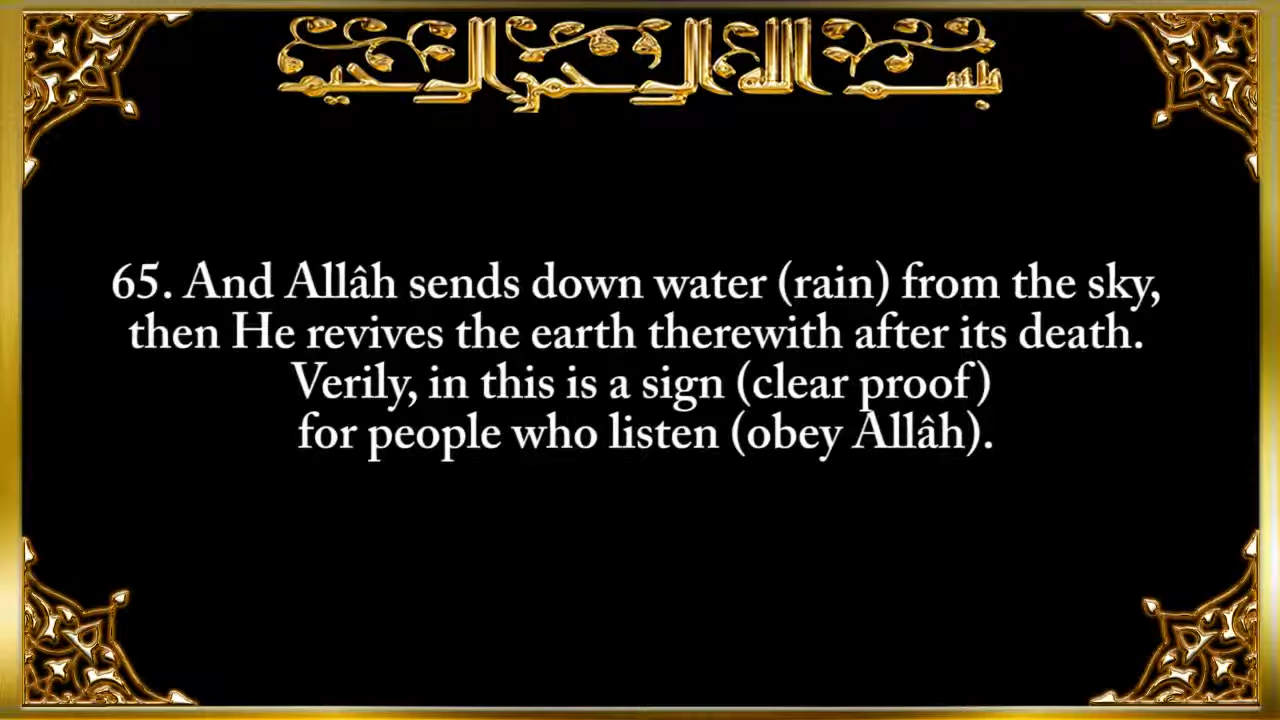 بسم الله الرحمن الرحيم
65. And Allâh sends down water (rain) from the sky,
then He revives the earth therewith after its death.
Verily, in this is a sign (clear proof)
for people who listen (obey Allâh).